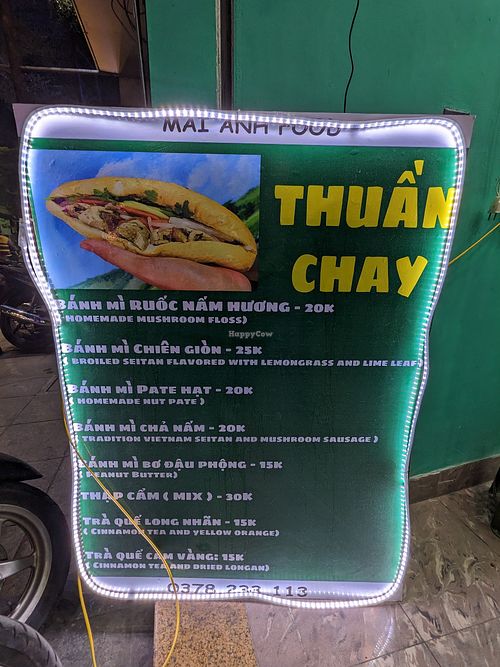 MAI ANH FOOD
THUẦN
CHAY
BÁNH MÌ RUỐC NẤM HƯƠNG - 20K
( HOMEMADE MUSHROOM FLOSS)
HappyCow
BÁNH MÌ CHIÊN GIÒN - 25K
( BROILED SEITAN FLAVORED WITH LEMONGRASS AND LIME LEAF)
BÁNH MÌ PATE HẠT - 20K
( HOMEMADE NUT PATE )
BÁNH MÌ CHẢ NẤM - 20K
( TRADITION VIETNAM SEITAN AND MUSHROOM SAUSAGE )
BÁNH MÌ BƠ ĐẬU PHỘNG - 15K
( PEANUT BUTTER)
THẬP CẨM ( MIX ) - 30K
TRÀ QUẾ LONG NHÃN - 15K
( CINNAMON TEA AND YELLOW ORANGE)
TRÀ QUẾ CAM VÀNG: 15K
( CINNAMON TEA AND DRIED LONGAN)
0378 233 113